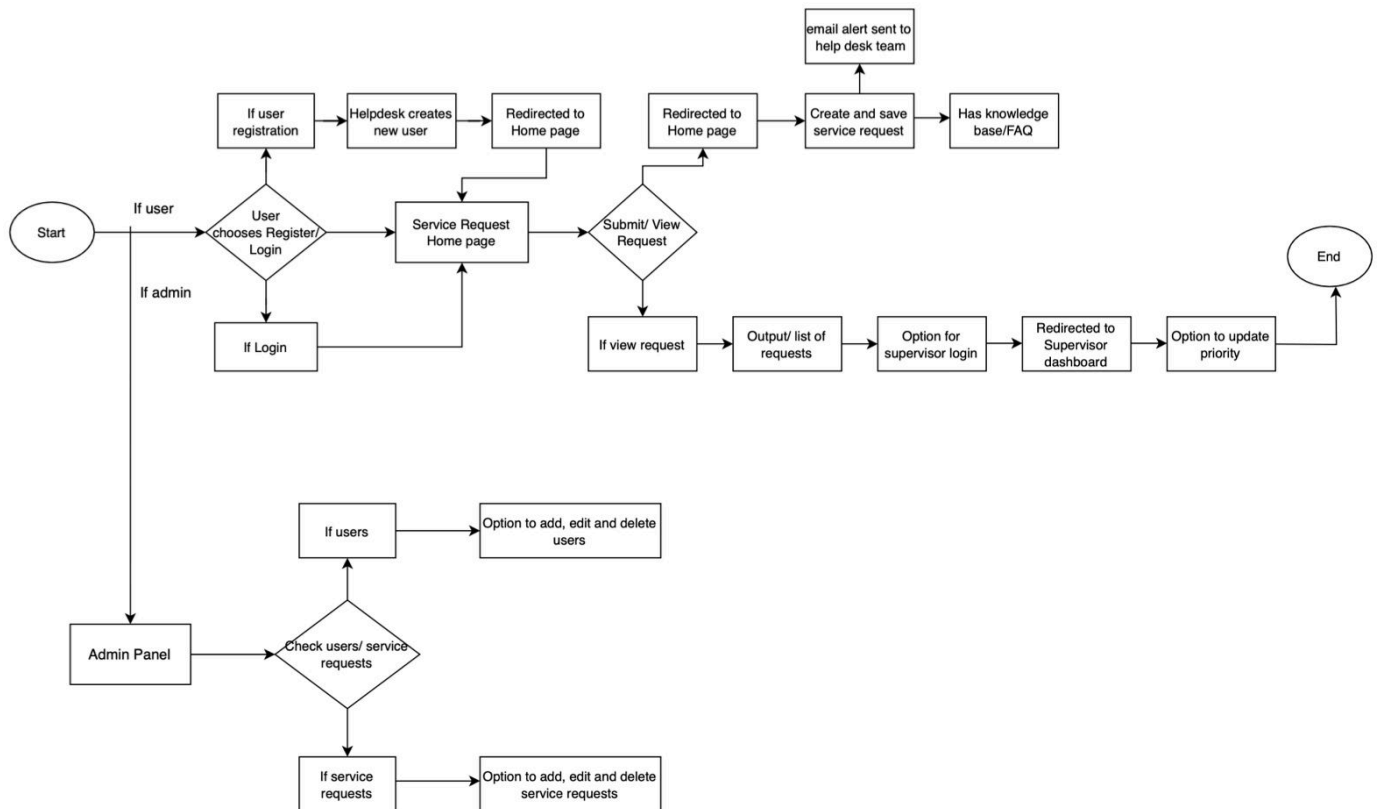 email alert sent to
help desk team
If user
registration
Helpdesk creates
new user
Redirected to
Home page
Redirected to
Home page
Create and save
service request
Has knowledge
base/FAQ
If user
Start
User
chooses Register/
Login
Service Request
Home page
Submit/ View
Request
End
If admin
If Login
If view request
Output/ list of
requests
Option for
supervisor login
Redirected to
Supervisor
dashboard
Option to update
priority
If users
Option to add, edit and delete
users
Admin Panel
Check users/ service
requests
If service
requests
Option to add, edit and delete
service requests